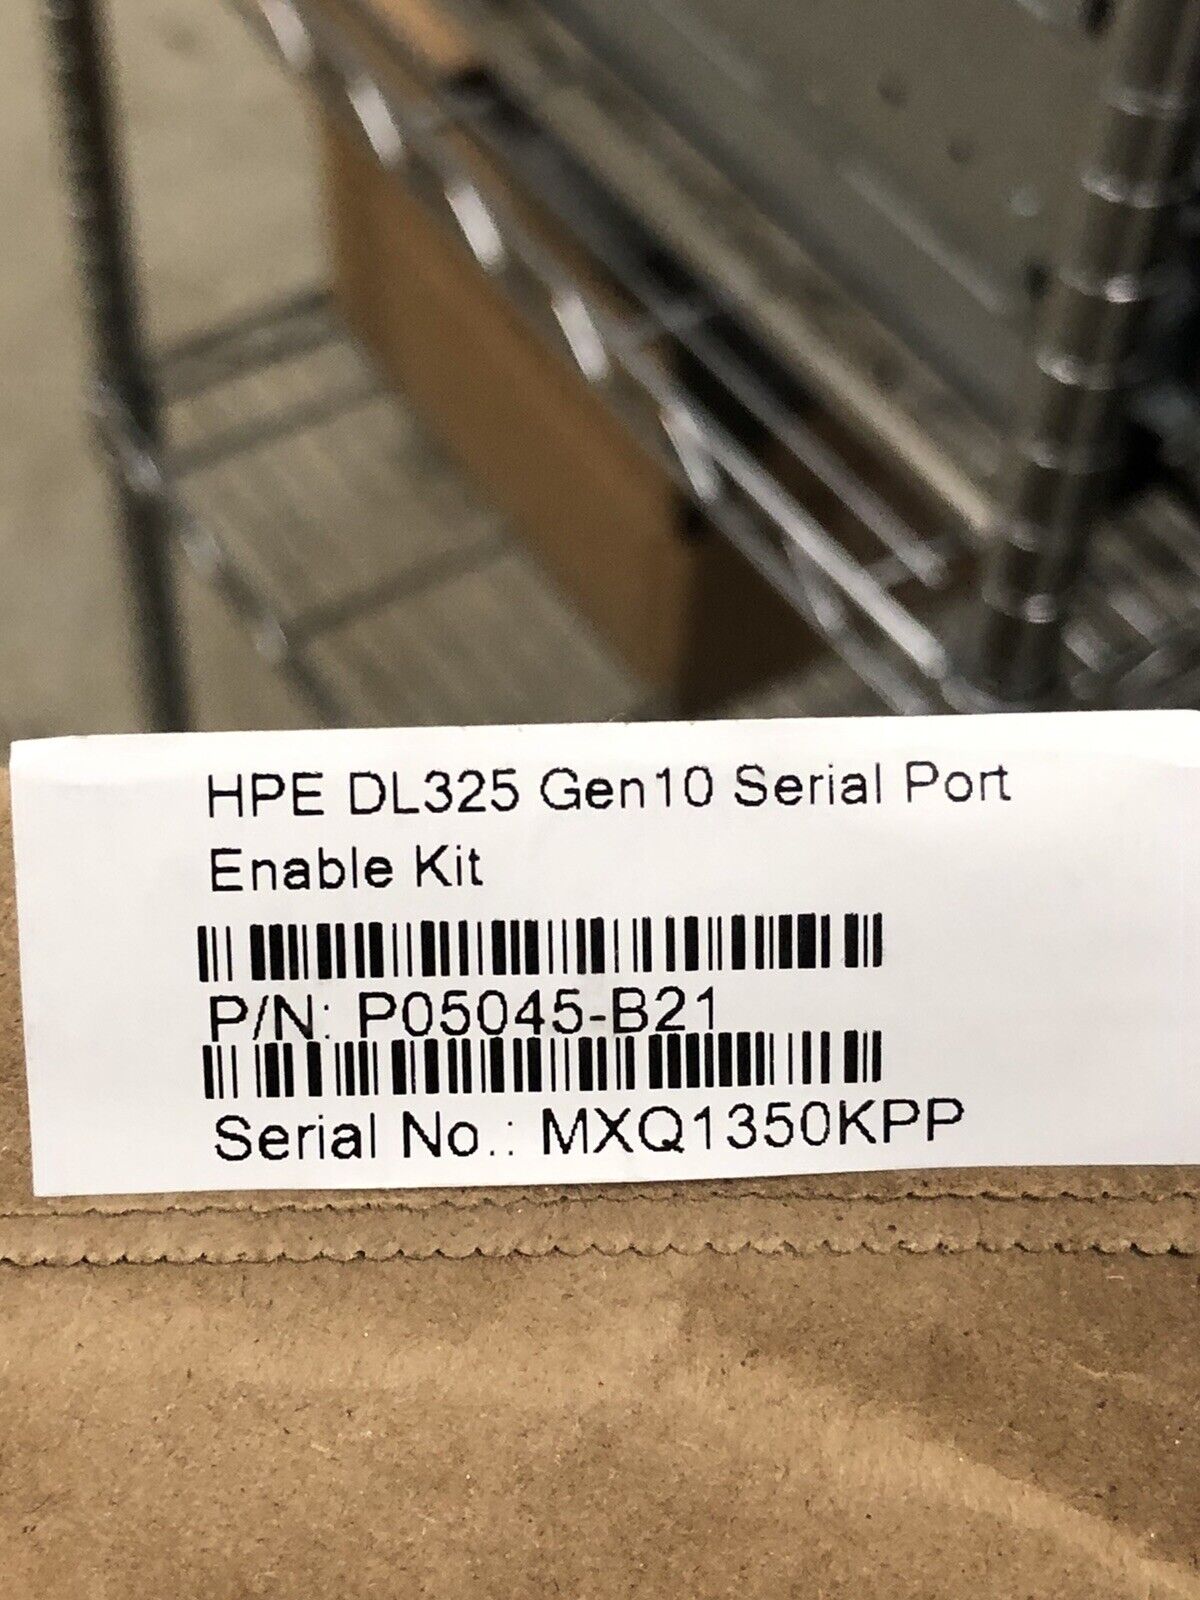 HPE DL325 Gen10 Serial Port
Enable Kit
P/N: P05045-B21
Serial No.: MXQ1350KPP